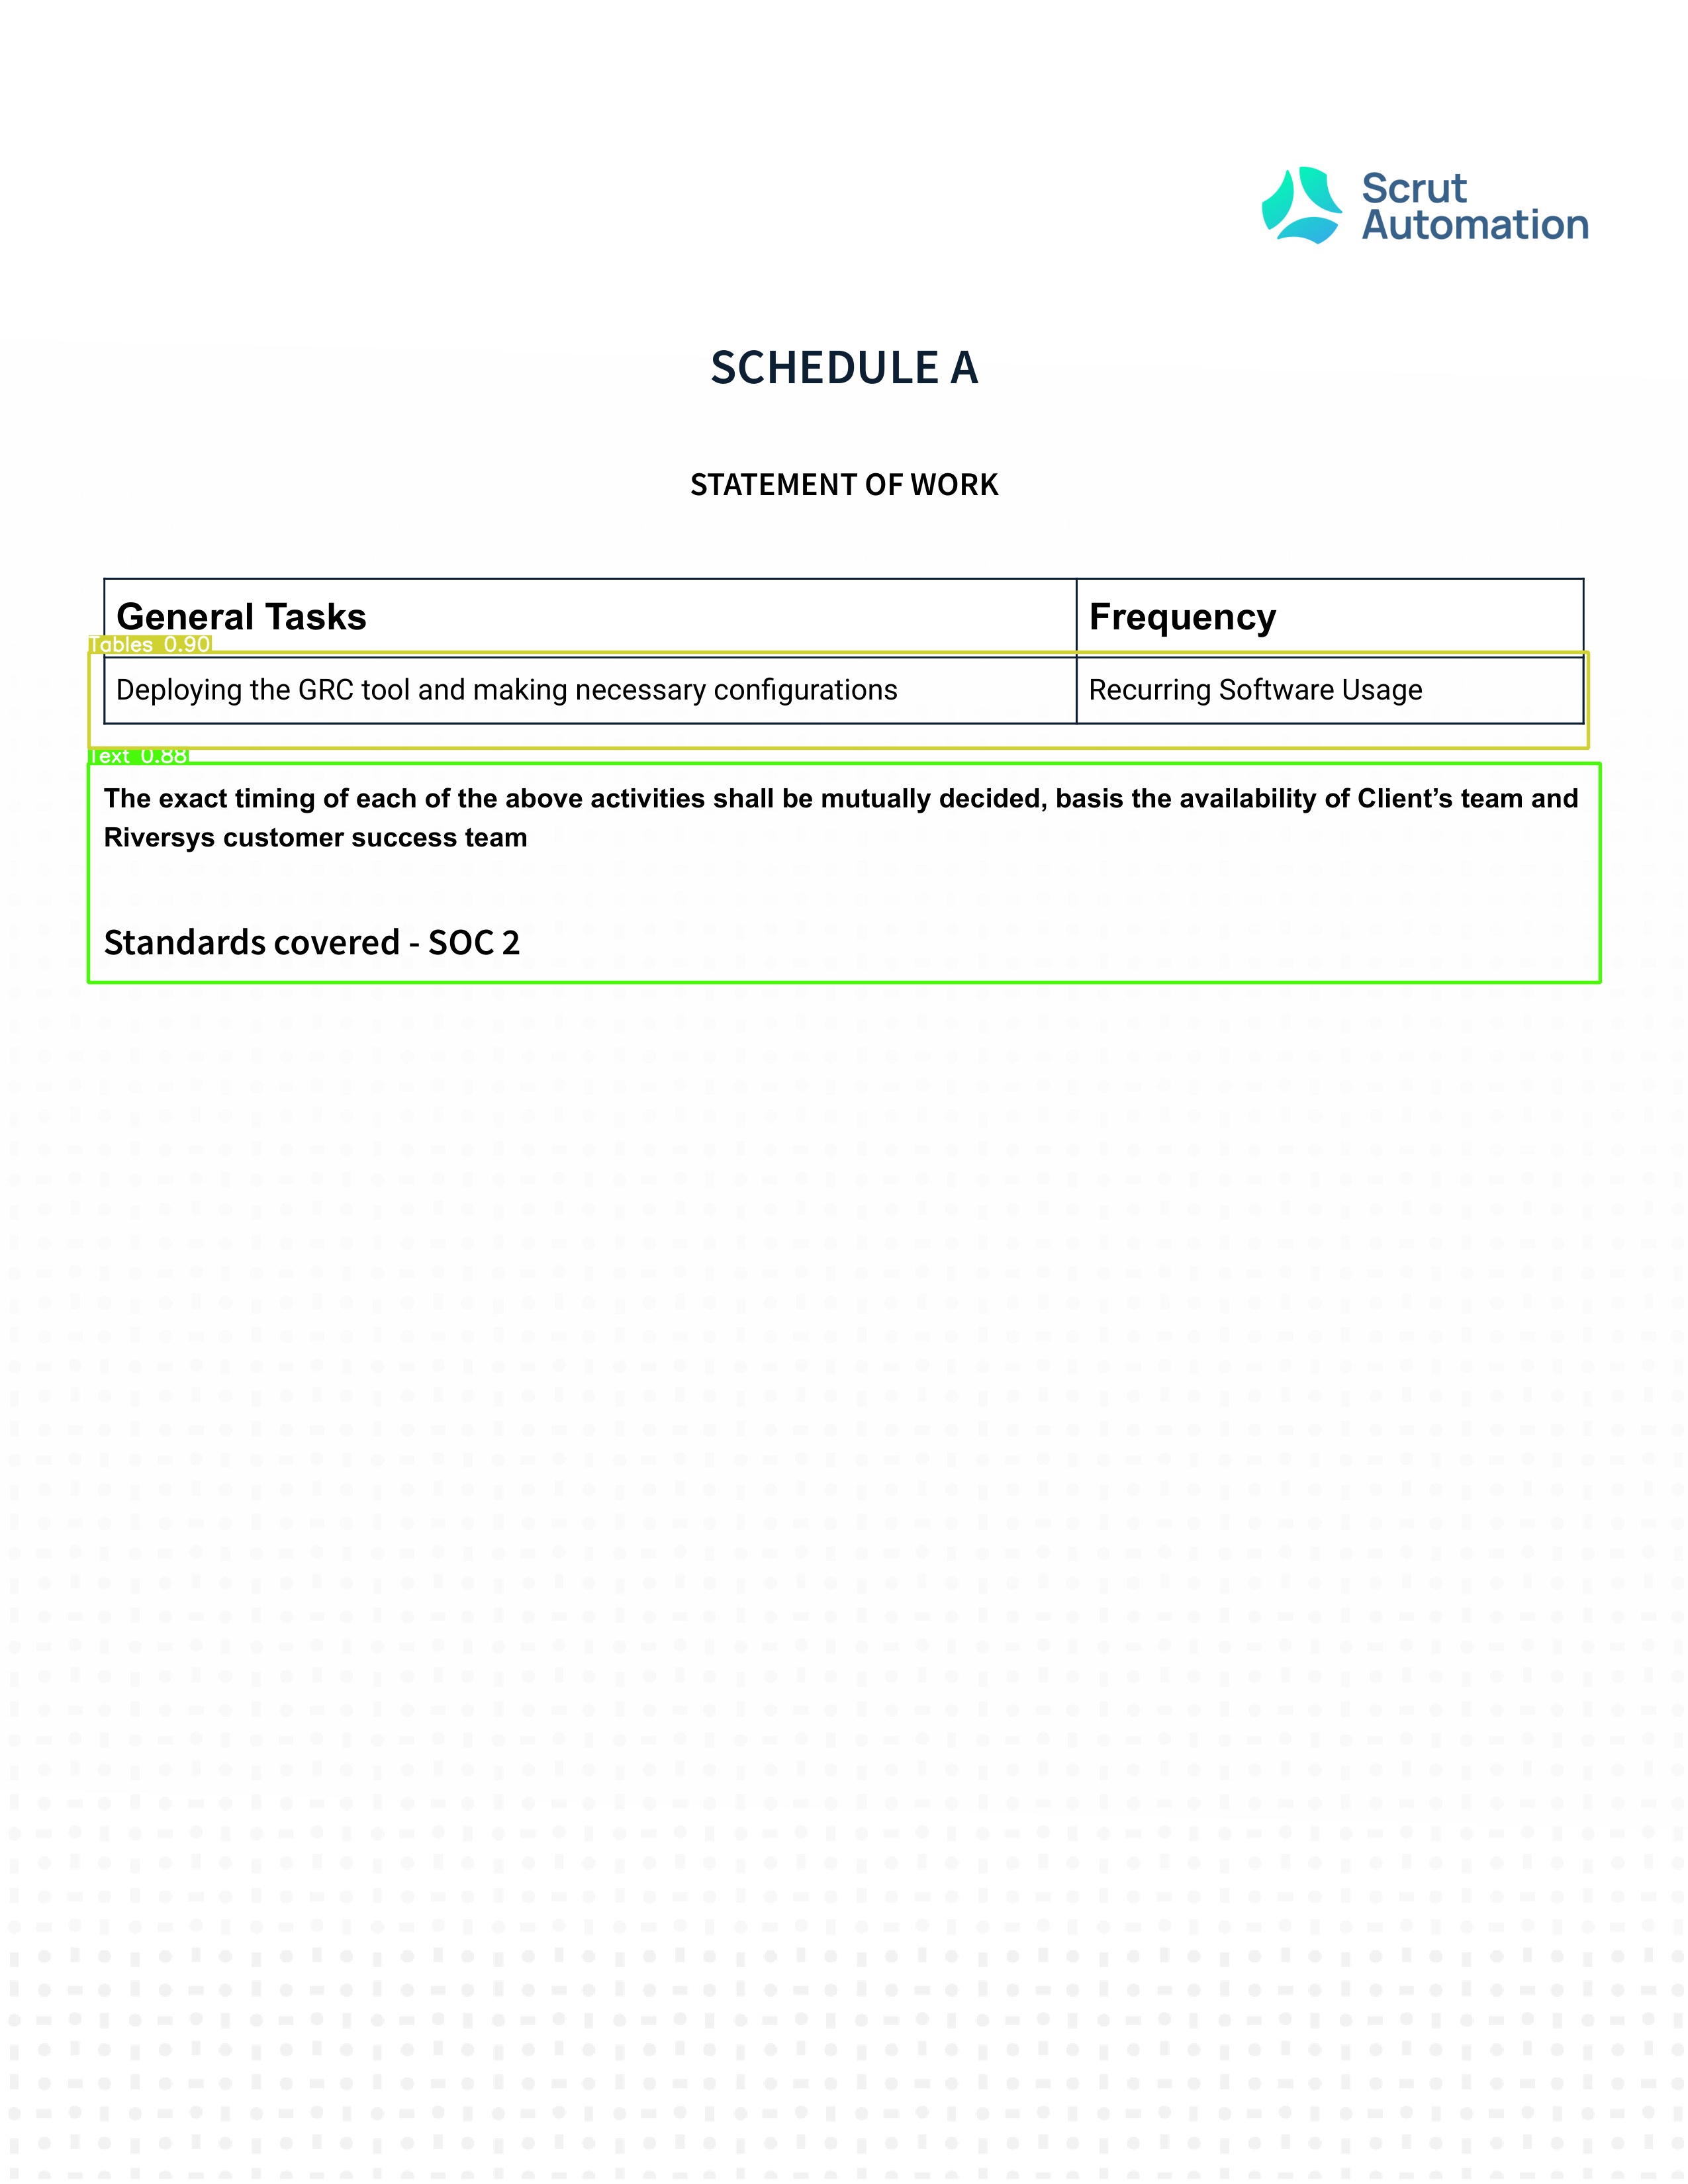 Scrut
Automation
SCHEDULE A
STATEMENT OF WORK
General Tasks Frequency
Tables 0.90
Deploying the GRC tool and making necessary configurations Recurring Software Usage
Text 0.88
The exact timing of each of the above activities shall be mutually decided, basis the availability of Client’s team and
Riversys customer success team
Standards covered - SOC 2